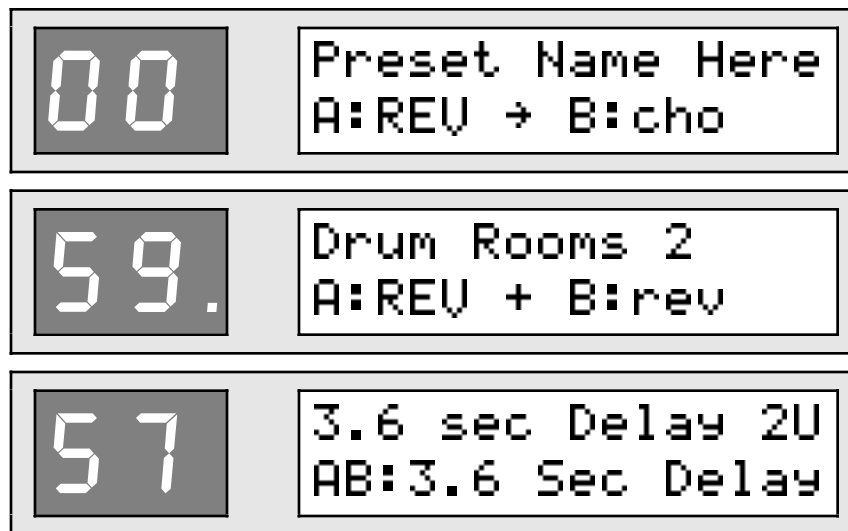 00
Preset Name Here
A:REV → B:cho
59.
Drum Rooms 2
A:REV + B:rev
57
3.6 sec Delay 2U
AB:3.6 Sec Delay